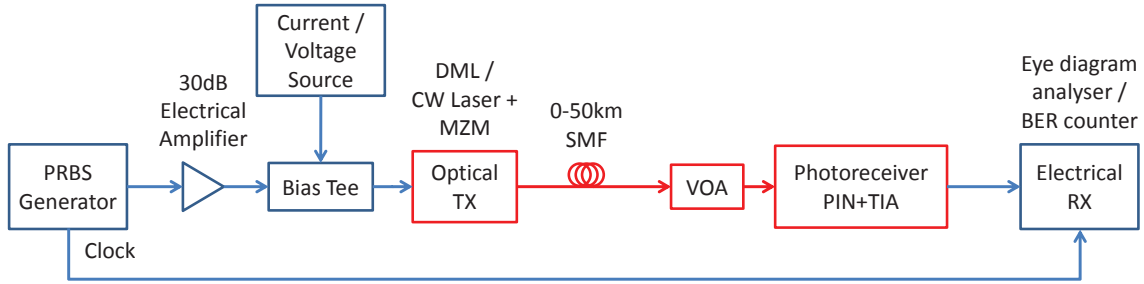 Current /
Voltage
Source
30dB
Electrical
Amplifier
DML /
CW Laser +
MZM
0-50km
SMF
Eye diagram
analyser /
BER counter
PRBS
Generator
Bias Tee
Optical
TX
VOA
Photoreceiver
PIN+TIA
Electrical
RX
Clock